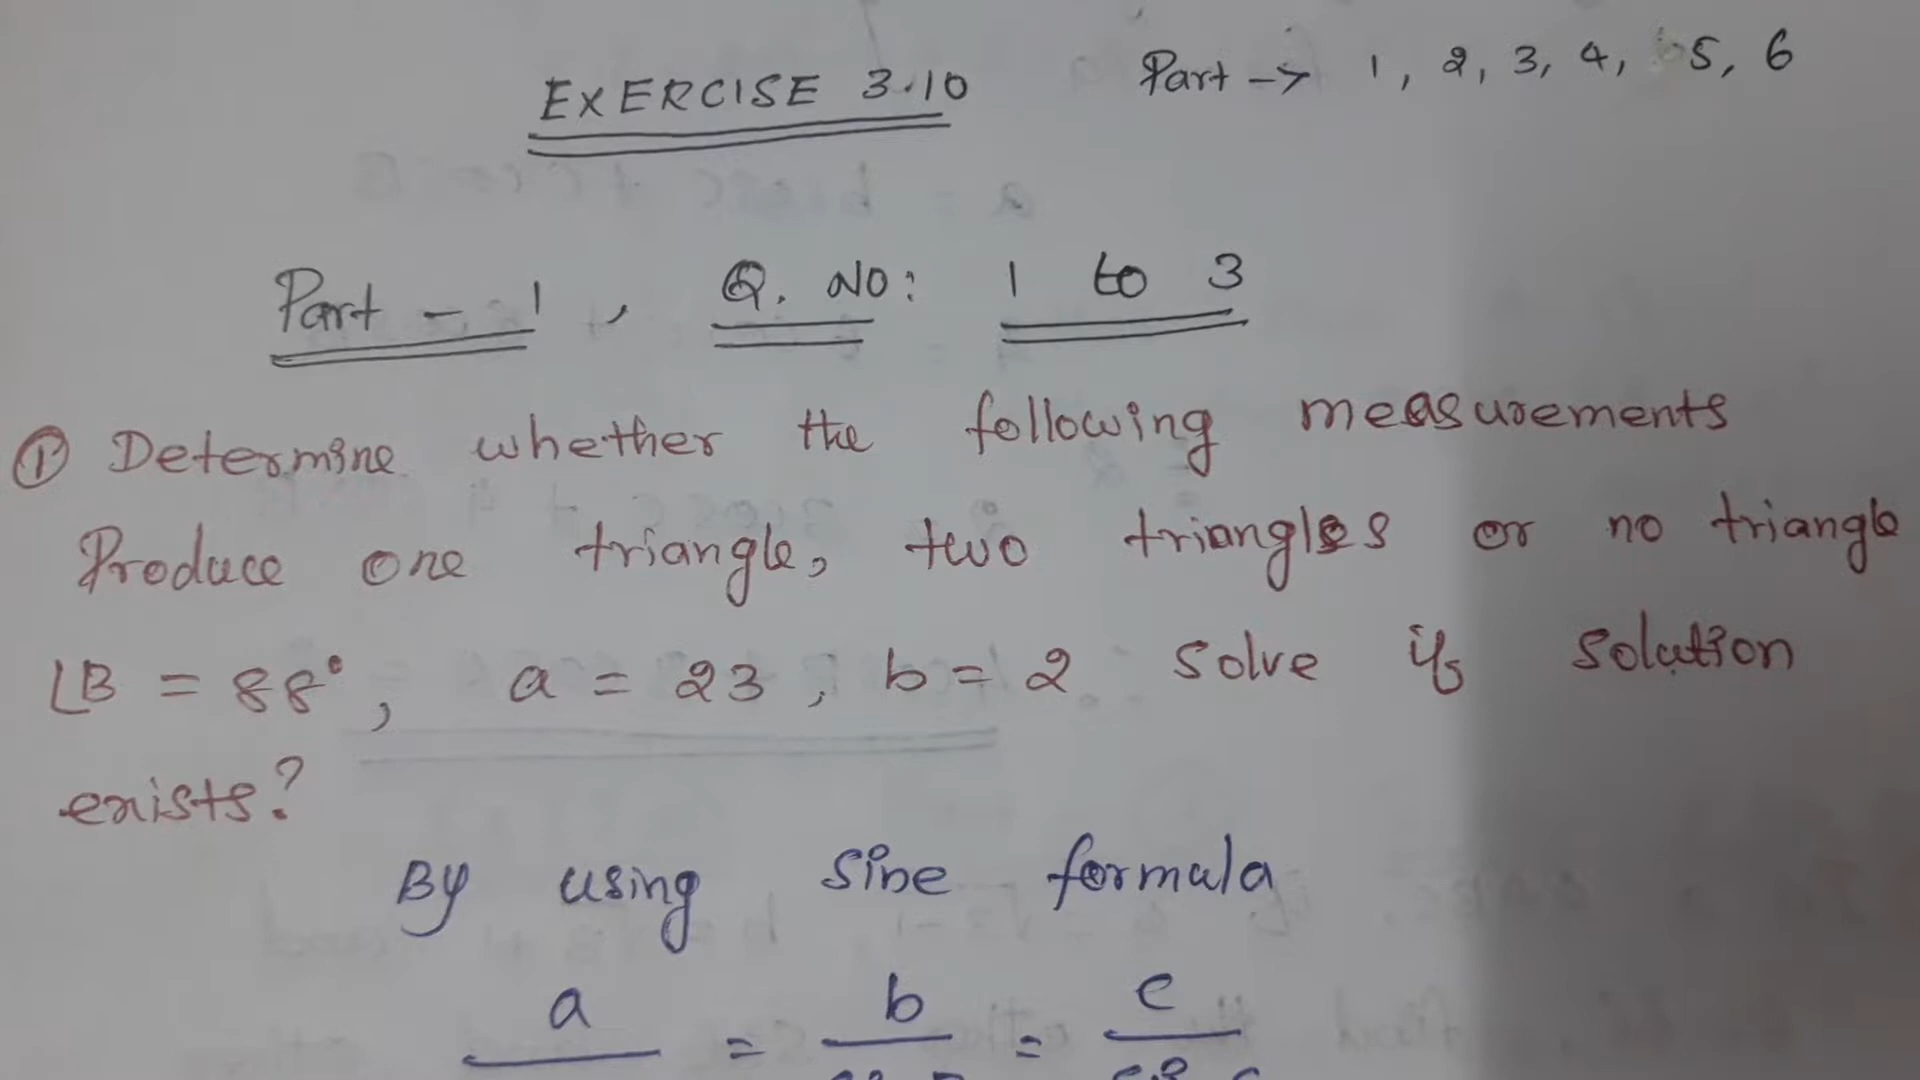 EXERCISE 3.10 Part -> 1, 2, 3, 4, 5, 6
Part - 1, Q. NO: 1 to 3
① Determine whether the following measurements
Produce one triangle, two triangles or no triangle
∠B = 88°, a = 23, b = 2 solve if solution
exists?
By using sine formula
a = b = c